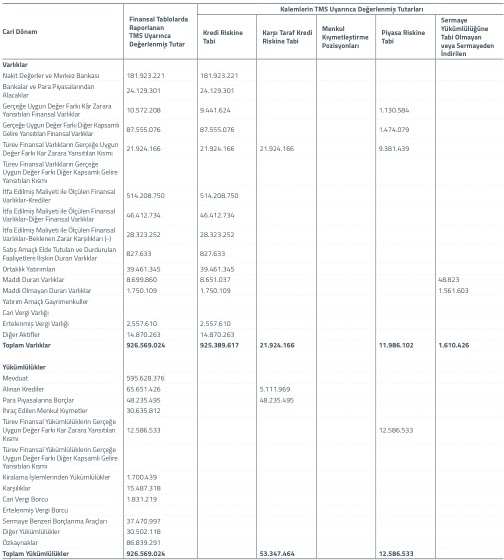 Kalemlerin TMS Uyarınca Değerlenmiş Tutarları
Cari Dönem
Finansal Tablolarda
Raporlanan
TMS Uyarınca
Değerlenmiş Tutar
Kredi Riskine
Tabi
Karşı Taraf Kredi
Riskine Tabi
Menkul
Kıymetleştirme
Pozisyonları
Piyasa Riskine
Tabi
Sermaye
Yükümlülüğüne
Tabi Olmayan
veya Sermayeden
İndirilen
Varlıklar
Nakit Değerler ve Merkez Bankası 181.923.221 181.923.221
Bankalar ve Para Piyasalarından
Alacaklar 24.129.301 24.129.301
Gerçeğe Uygun Değer Farkı Kâr Zarara
Yansıtılan Finansal Varlıklar 10.572.208 9.441.624 1.130.584
Gerçeğe Uygun Değer Farkı Diğer Kapsamlı
Gelire Yansıtılan Finansal Varlıklar 87.555.076 87.555.076 1.474.079
Türev Finansal Varlıkların Gerçeğe Uygun
Değer Farkı Kar Zarara Yansıtılan Kısmı 21.924.166 21.924.166 21.924.166 9.381.439
Türev Finansal Varlıkların Gerçeğe
Uygun Değer Farkı Diğer Kapsamlı Gelire
Yansıtılan Kısmı
İtfa Edilmiş Maliyeti ile Ölçülen Finansal
Varlıklar-Krediler 514.208.750 514.208.750
İtfa Edilmiş Maliyeti ile Ölçülen Finansal
Varlıklar-Diğer Finansal Varlıklar 46.412.734 46.412.734
İtfa Edilmiş Maliyeti ile Ölçülen Finansal
Varlıklar-Beklenen Zarar Karşılıkları (-) 28.323.252 28.323.252
Satış Amaçlı Elde Tutulan ve Durdurulan
Faaliyetlere İlişkin Duran Varlıklar 827.633 827.633
Ortaklık Yatırımları 39.461.345 39.461.345
Maddi Duran Varlıklar 8.699.860 8.651.037 48.823
Maddi Olmayan Duran Varlıklar 1.750.109 1.750.109 1.561.603
Yatırım Amaçlı Gayrimenkuller
Cari Vergi Varlığı
Ertelenmiş Vergi Varlığı 2.557.610 2.557.610
Diğer Aktifler 14.870.263 14.870.263
Toplam Varlıklar 926.569.024 925.389.617 21.924.166 11.986.102 1.610.426
Yükümlülükler
Mevduat 595.628.376
Alınan Krediler 65.651.426 5.111.969
Para Piyasalarına Borçlar 48.235.495 48.235.495
İhraç Edilen Menkul Kıymetler 30.635.812
Türev Finansal Yükümlülüklerin Gerçeğe
Uygun Değer Farkı Kar Zarara Yansıtılan
Kısmı 12.586.533 12.586.533
Türev Finansal Yükümlülüklerin Gerçeğe
Uygun Değer Farkı Diğer Kapsamlı Gelire
Yansıtılan Kısmı
Kiralama İşlemlerinden Yükümlülükler 1.700.439
Karşılıklar 15.487.318
Cari Vergi Borcu 1.831.219
Ertelenmiş Vergi Borcu
Sermaye Benzeri Borçlanma Araçları 37.470.997
Diğer Yükümlülükler 30.502.118
Özkaynaklar 86.839.291
Toplam Yükümlülükler 926.569.024 53.347.464 12.586.533